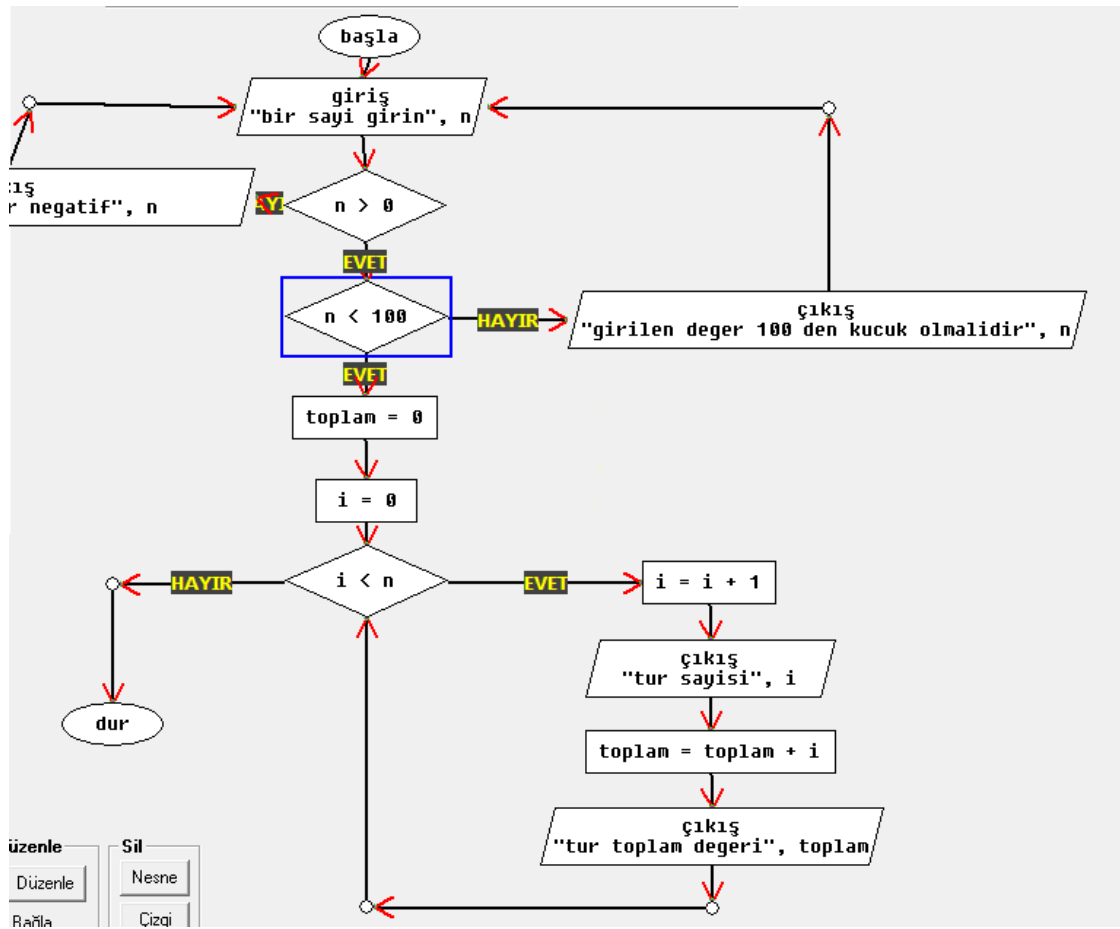 başla
giriş
"bir sayi girin", n
negatif", n
n > 0
EVET
n < 100
HAYIR
çıkış
"girilen deger 100 den kucuk olmalidir", n
EVET
toplam = 0
i = 0
HAYIR
i < n
EVET
i = i + 1
çıkış
"tur sayisi", i
dur
toplam = toplam + i
çıkış
"tur toplam degeri", toplam
Sil
Düzenle
Nesne
Bağla
Çizgi